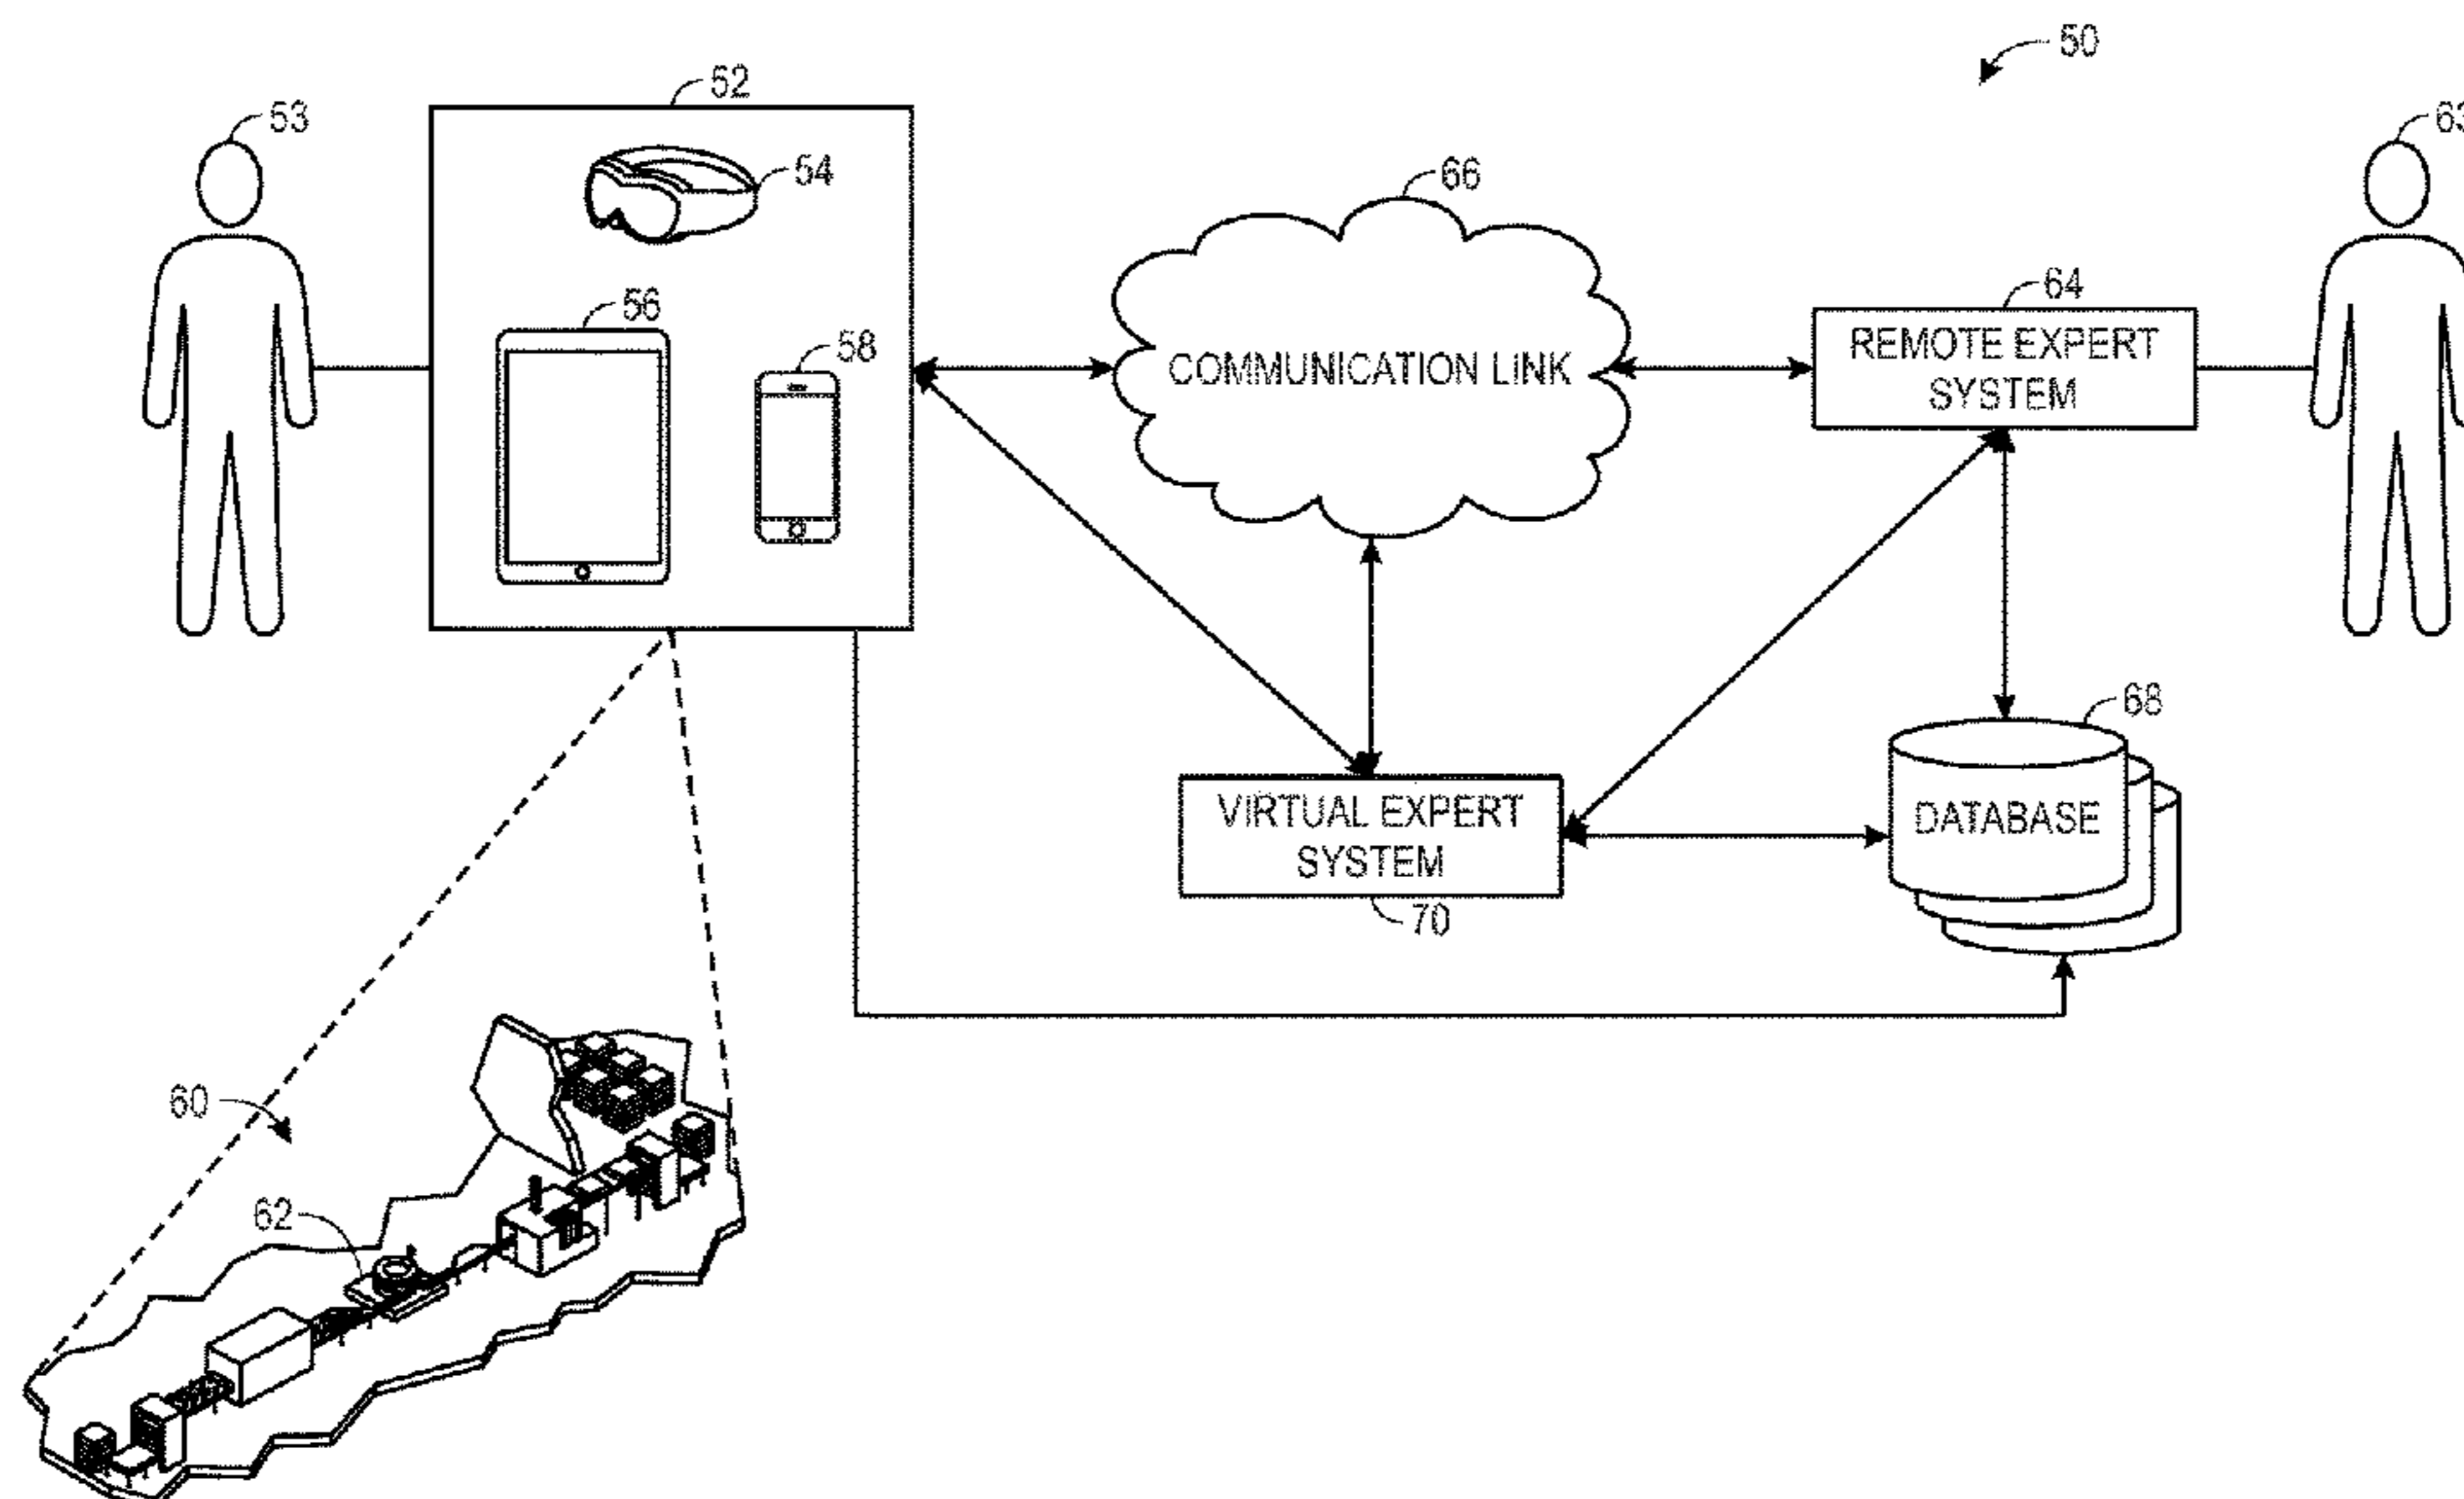 50
52
53
63
54
66
56
64
58
REMOTE EXPERT
SYSTEM
COMMUNICATION LINK
68
VIRTUAL EXPERT
SYSTEM
DATABASE
70
60
62